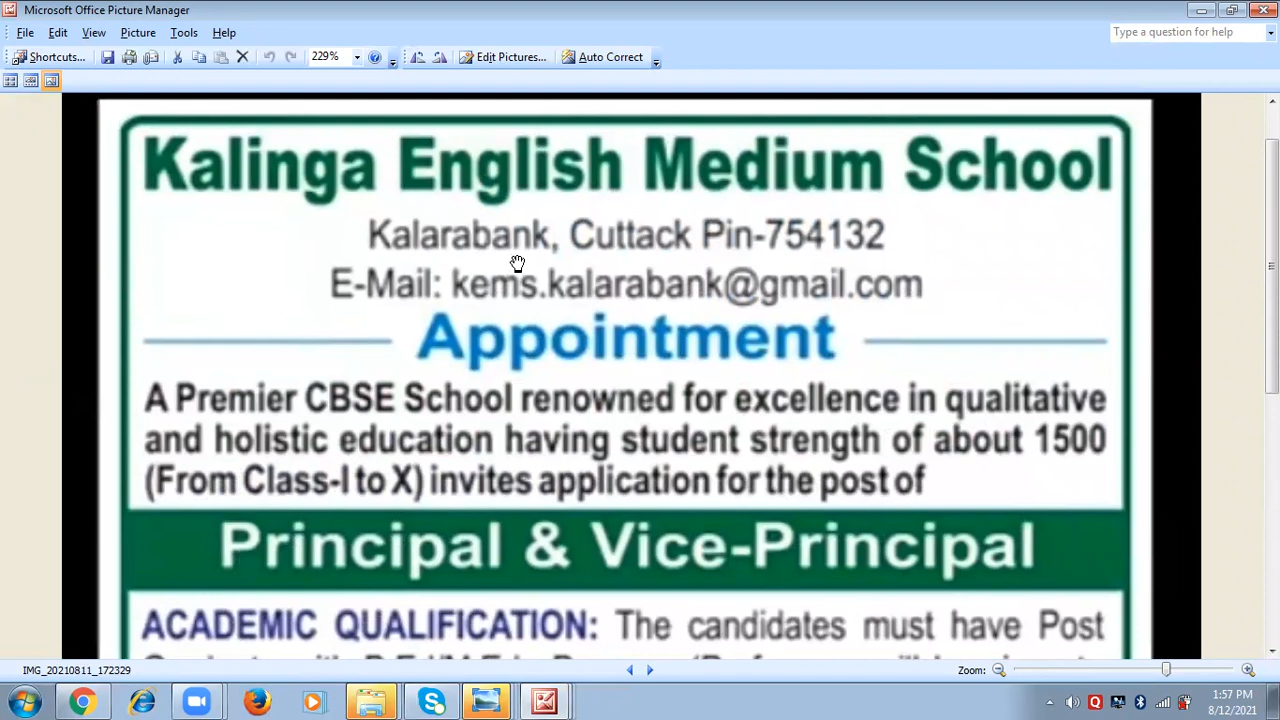 Microsoft Office Picture Manager
File Edit View Picture Tools Help
Type a question for help
Shortcuts... 229% Edit Pictures... Auto Correct
Kalinga English Medium School
Kalarabank, Cuttack Pin-754132
E-Mail: kems.kalarabank@gmail.com
Appointment
A Premier CBSE School renowned for excellence in qualitative
and holistic education having student strength of about 1500
(From Class-I to X) invites application for the post of
Principal & Vice-Principal
ACADEMIC QUALIFICATION: The candidates must have Post
IMG_20210811_172329
Zoom:
1:57 PM
8/12/2021